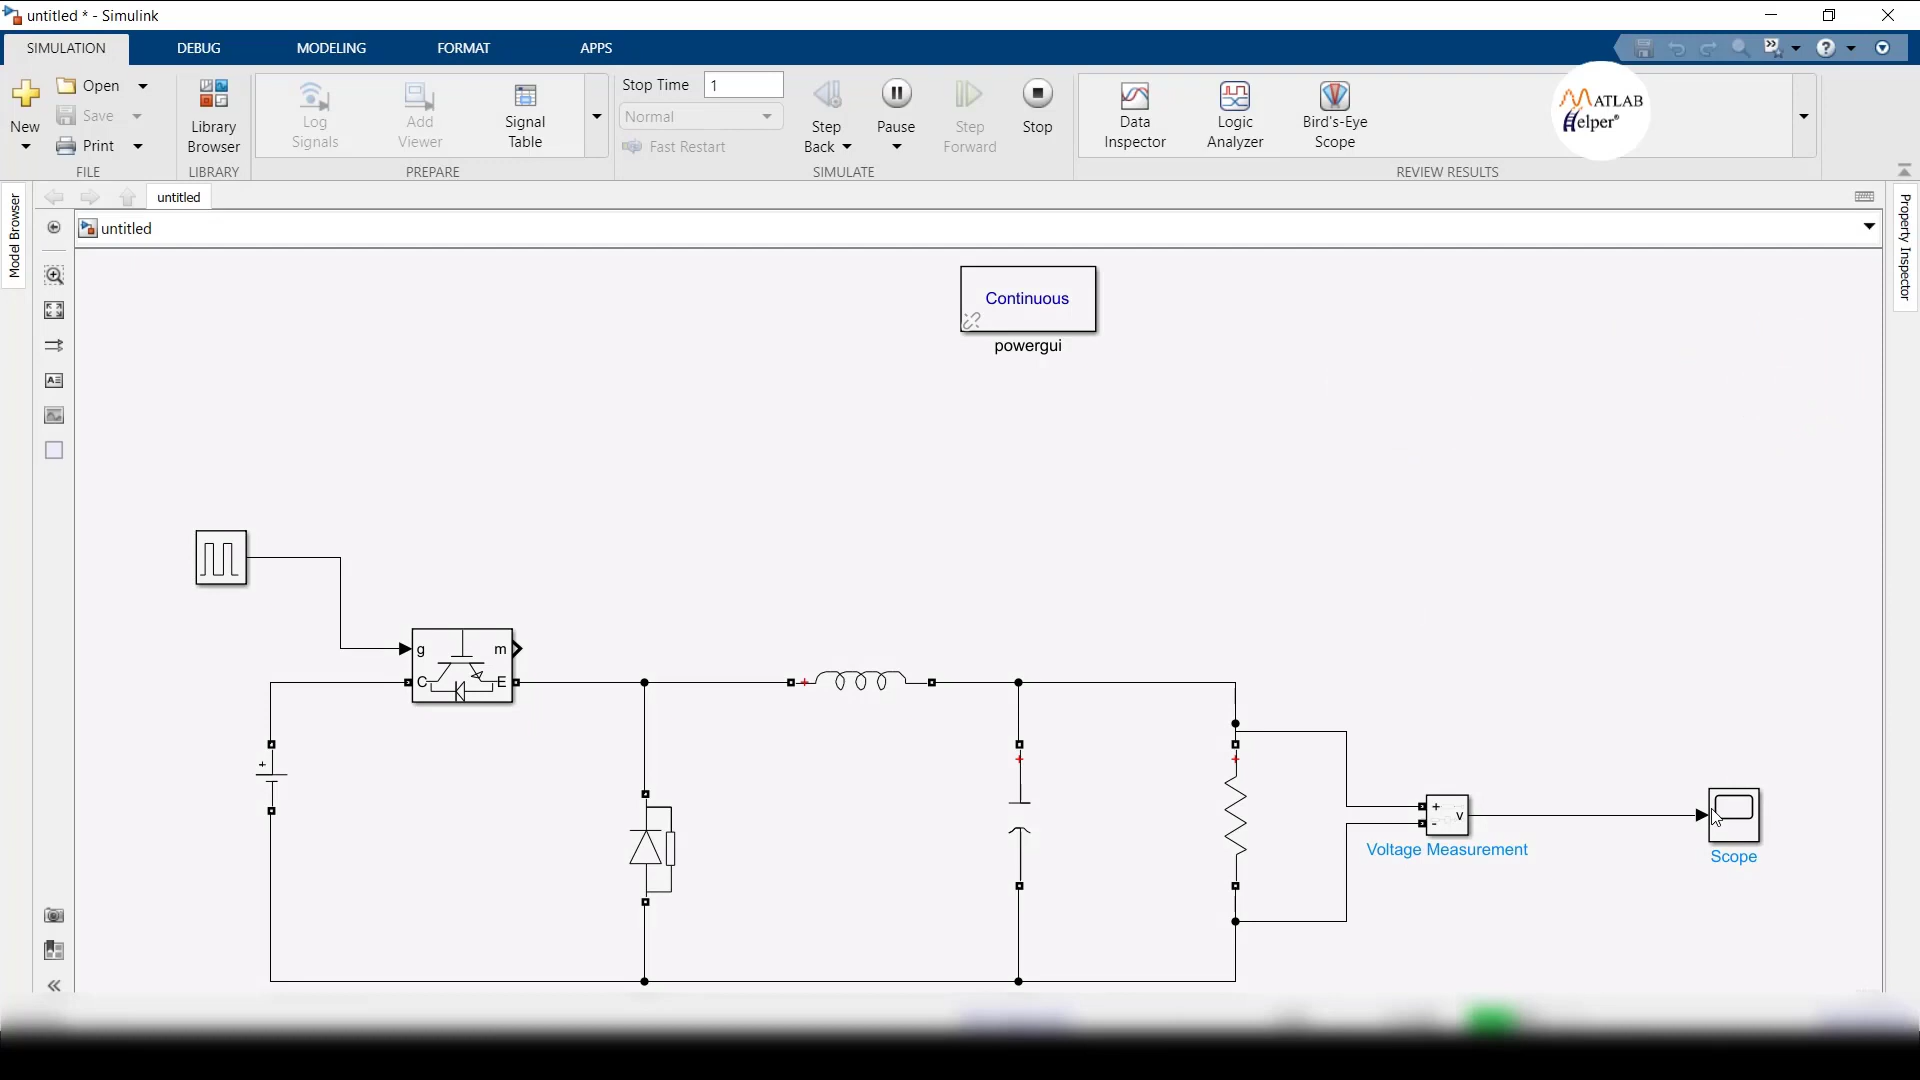 untitled * - Simulink
SIMULATION DEBUG MODELING FORMAT APPS
New
Open
Save
Print
FILE
Library Browser
LIBRARY
Log Signals
Add Viewer
Signal Table
PREPARE
Stop Time 1
Normal
Fast Restart
Step Back
Pause
Step Forward
Stop
SIMULATE
Data Inspector
Logic Analyzer
Bird's-Eye Scope
REVIEW RESULTS
MATLAB
Helper®
Model Browser
untitled
untitled
Property Inspector
Continuous
powergui
g m
C E
+
+
+
+
+
- v
Voltage Measurement
Scope